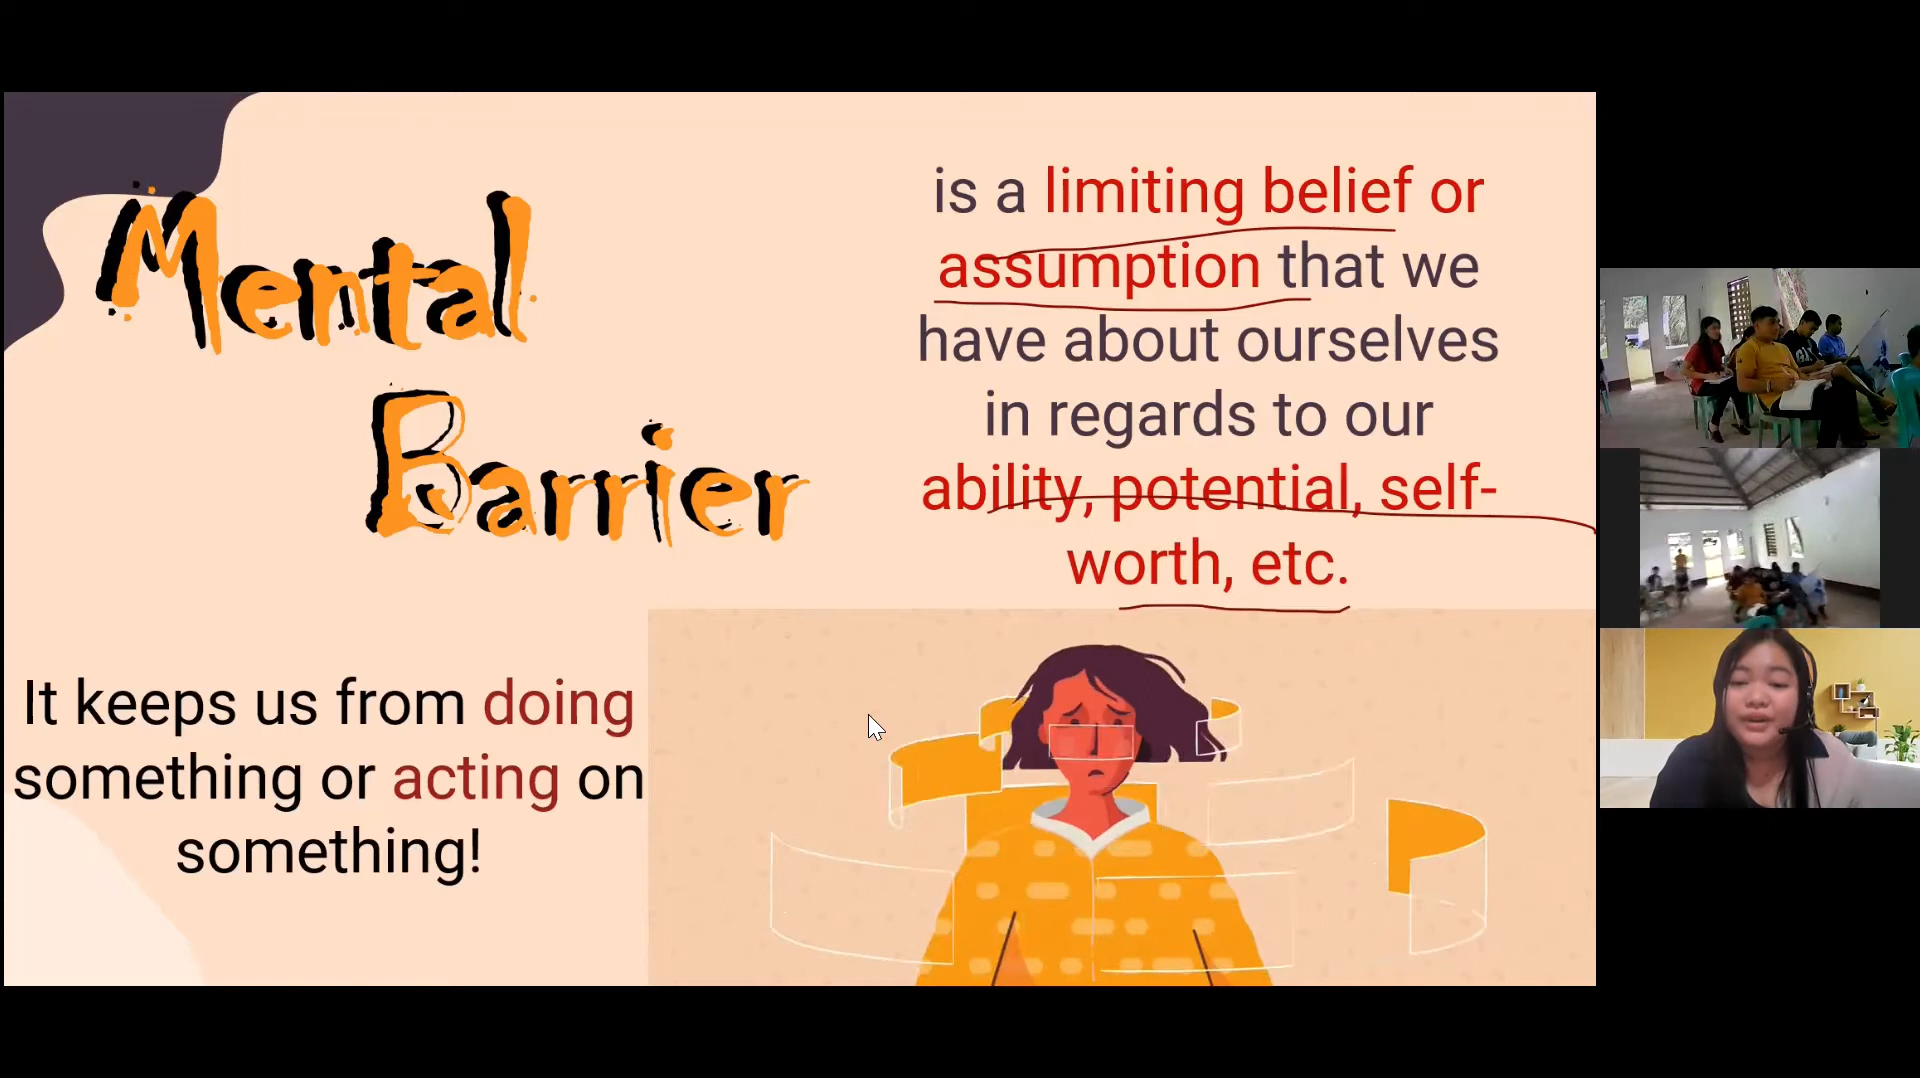 Mental
Barrier
is a limiting belief or
assumption that we
have about ourselves
in regards to our
ability, potential, self-
worth, etc.
It keeps us from doing
something or acting on
something!